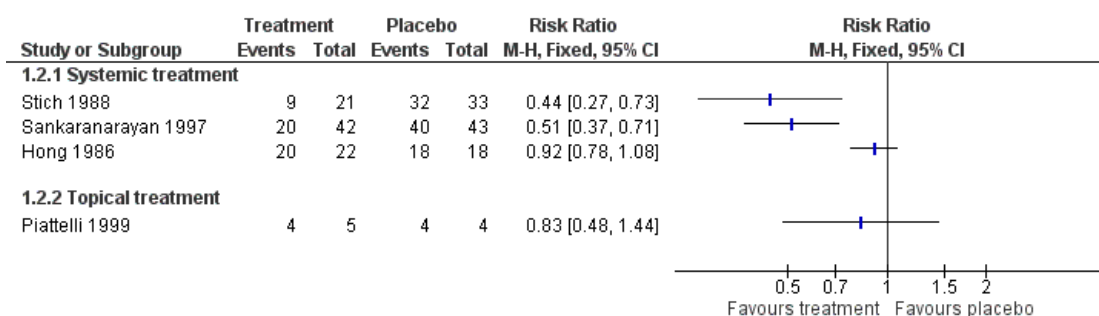 Treatment Placebo Risk Ratio Risk Ratio
Study or Subgroup Events Total Events Total M-H, Fixed, 95% CI M-H, Fixed, 95% CI
1.2.1 Systemic treatment
Stich 1988 9 21 32 33 0.44 [0.27, 0.73]
Sankaranarayan 1997 20 42 40 43 0.51 [0.37, 0.71]
Hong 1986 20 22 18 18 0.92 [0.78, 1.08]
1.2.2 Topical treatment
Piattelli 1999 4 5 4 4 0.83 [0.48, 1.44]
0.5 0.7 1 1.5 2
Favours treatment Favours placebo